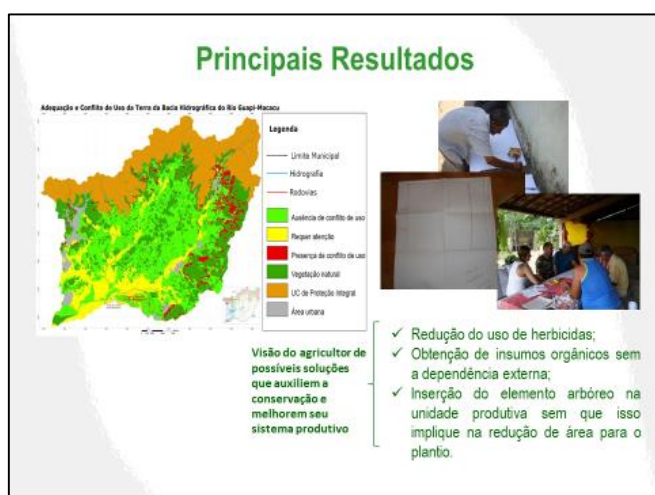 Principais Resultados
Adequação e Conflito de Uso da Terra da Bacia Hidrográfica do Rio Guapi-Macacu
Legenda
Limite Municipal
Hidrografia
Rodovias
Ausência de conflito de uso
Requer atenção
Presença de conflito de uso
Vegetação natural
UC de Proteção Integral
Área urbana
Visão do agricultor de
possíveis soluções
que auxiliem a
conservação e
melhorem seu
sistema produtivo
✓ Redução do uso de herbicidas;
✓ Obtenção de insumos orgânicos sem
a dependência externa;
✓ Inserção do elemento arbóreo na
unidade produtiva sem que isso
implique na redução de área para o
plantio.